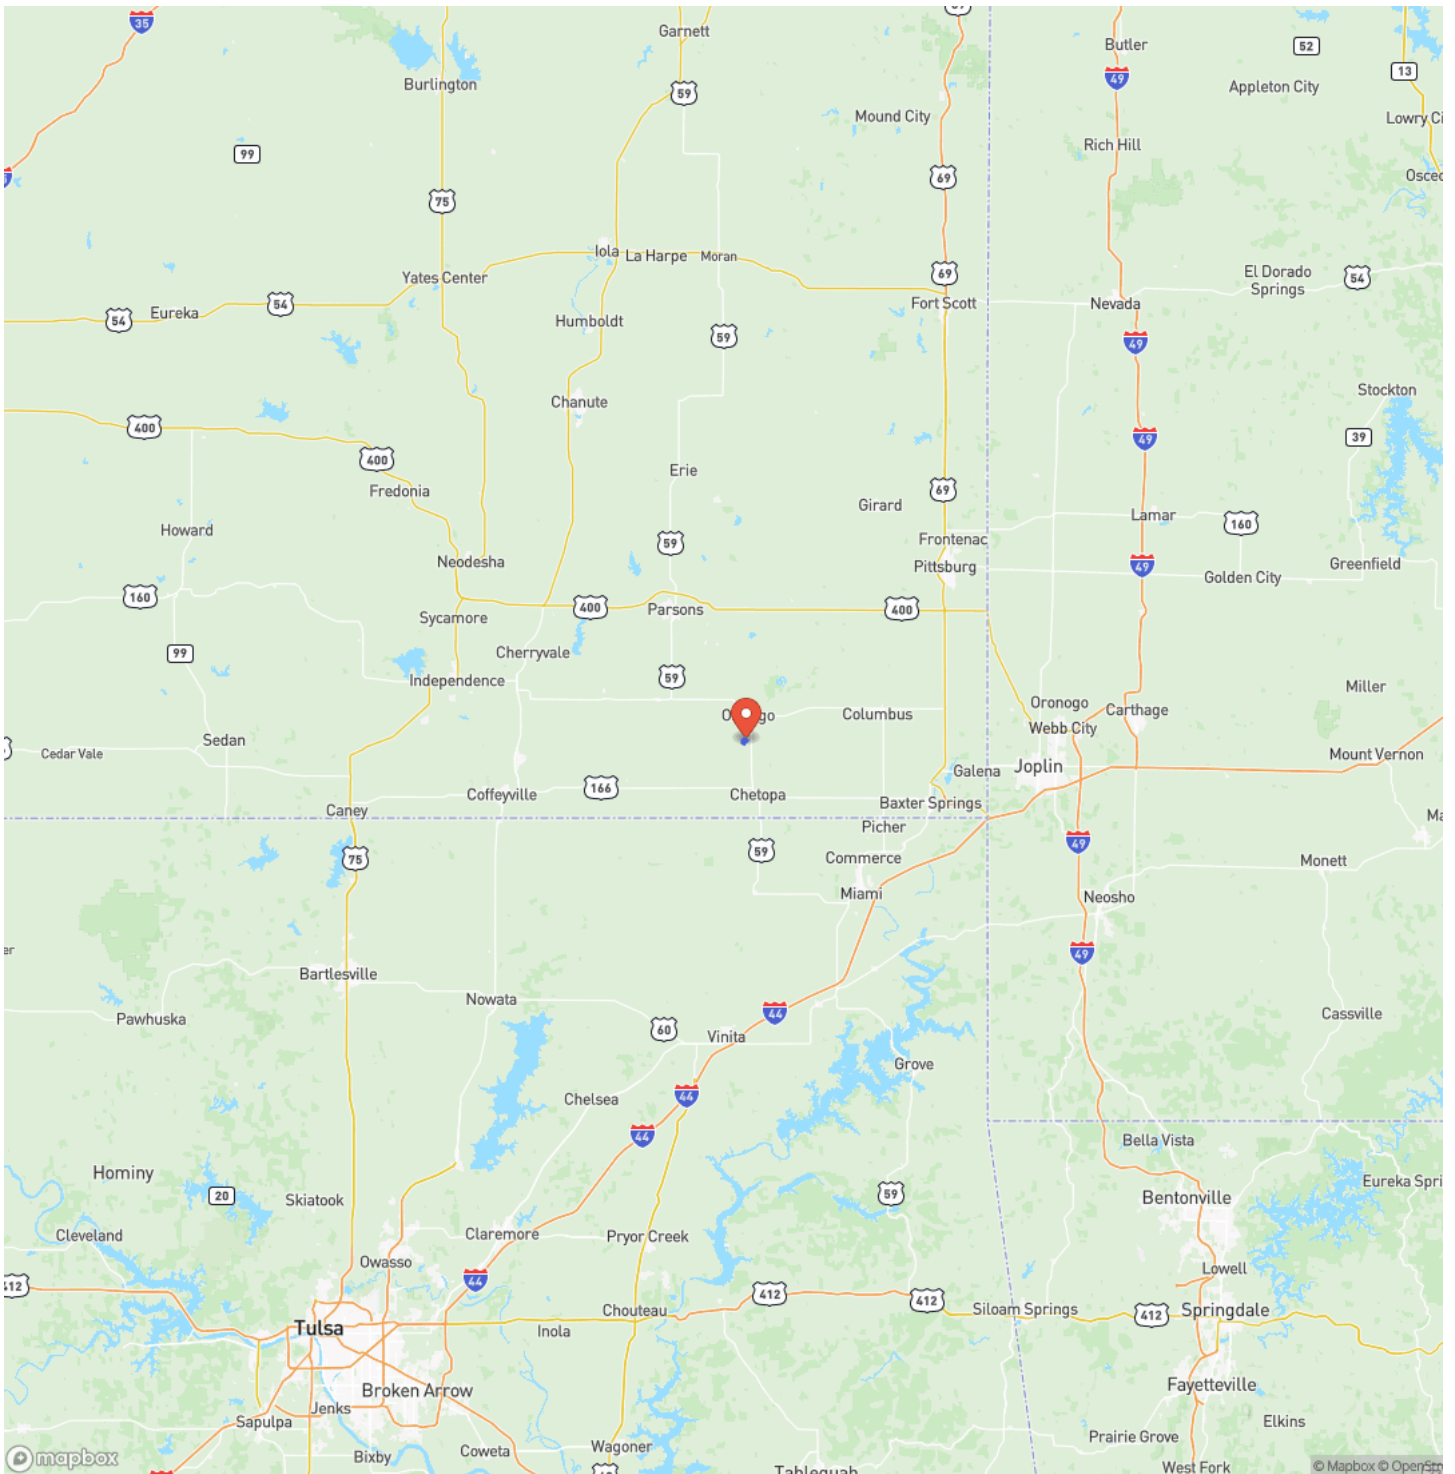 35
Garnett
Butler
52
13
49
Burlington
59
Appleton City
Mound City
Lowry Ci
Rich Hill
99
69
Osceo
75
Iola
La Harpe
Moran
Yates Center
69
El Dorado
Springs
54
54
Eureka
54
Fort Scott
Nevada
Humboldt
59
49
Stockton
Chanute
400
39
49
400
Erie
Fredonia
69
Girard
Lamar
160
Howard
59
Frontenac
Neodesha
Pittsburg
49
Greenfield
Golden City
160
400
Parsons
400
Sycamore
99
Cherryvale
Independence
59
Miller
Oronogo
Webb City
Carthage
Columbus
Sedan
Cedar Vale
Mount Vernon
Joplin
Galena
166
Coffeyville
Chetopa
Baxter Springs
Caney
Picher
Ma
75
59
49
Commerce
Monett
Miami
Neosho
er
49
Bartlesville
Nowata
44
Pawhuska
60
Vinita
Cassville
Grove
44
Chelsea
44
Bella Vista
Hominy
20
Skiatook
59
Bentonville
Eureka Spri
Cleveland
Claremore
Pryor Creek
Owasso
44
Lowell
412
412
412
Chouteau
Siloam Springs
412
Springdale
Tulsa
Inola
Broken Arrow
Fayetteville
Jenks
Sapulpa
Elkins
Prairie Grove
Bixby
Coweta
Wagoner
mapbox
West Fork
© Mapbox © OpenStr